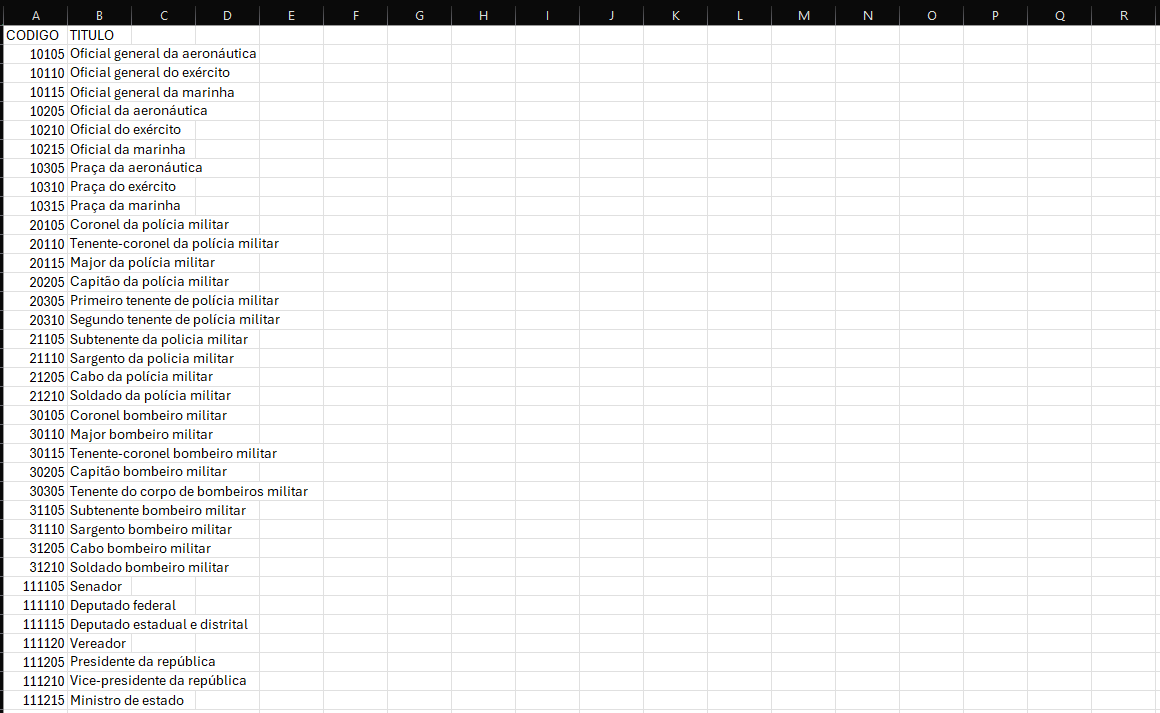 A B C D E F G H I J K L M N O P Q R
CODIGO TITULO
10105 Oficial general da aeronáutica
10110 Oficial general do exército
10115 Oficial general da marinha
10205 Oficial da aeronáutica
10210 Oficial do exército
10215 Oficial da marinha
10305 Praça da aeronáutica
10310 Praça do exército
10315 Praça da marinha
20105 Coronel da polícia militar
20110 Tenente-coronel da polícia militar
20115 Major da polícia militar
20205 Capitão da polícia militar
20305 Primeiro tenente de polícia militar
20310 Segundo tenente de polícia militar
21105 Subtenente da policia militar
21110 Sargento da policia militar
21205 Cabo da polícia militar
21210 Soldado da polícia militar
30105 Coronel bombeiro militar
30110 Major bombeiro militar
30115 Tenente-coronel bombeiro militar
30205 Capitão bombeiro militar
30305 Tenente do corpo de bombeiros militar
31105 Subtenente bombeiro militar
31110 Sargento bombeiro militar
31205 Cabo bombeiro militar
31210 Soldado bombeiro militar
111105 Senador
111110 Deputado federal
111115 Deputado estadual e distrital
111120 Vereador
111205 Presidente da república
111210 Vice-presidente da república
111215 Ministro de estado